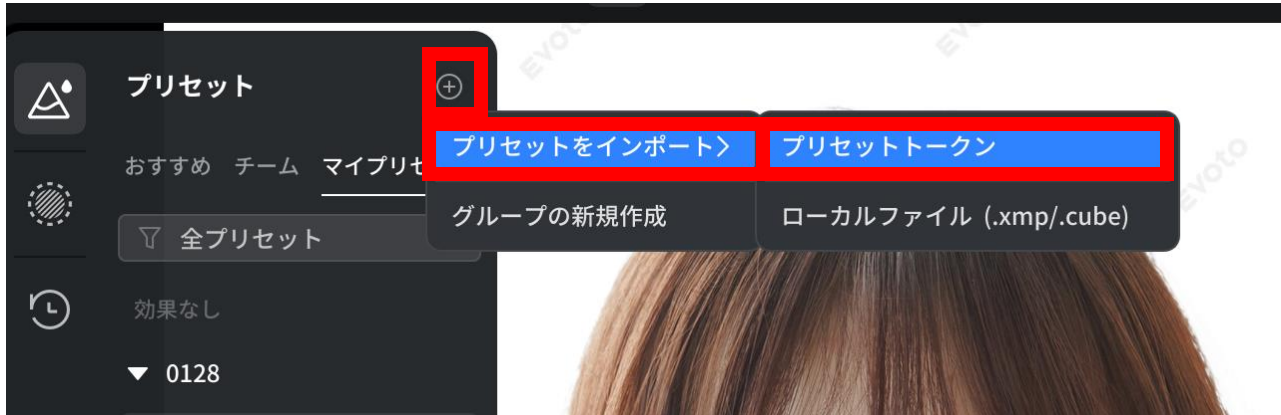 プリセット
おすすめ チーム マイプリセ
全プリセット
効果なし
0128
プリセットをインポート>
グループの新規作成
プリセットトークン
ローカルファイル (.xmp/.cube)
Evoto
Evoto
Evoto